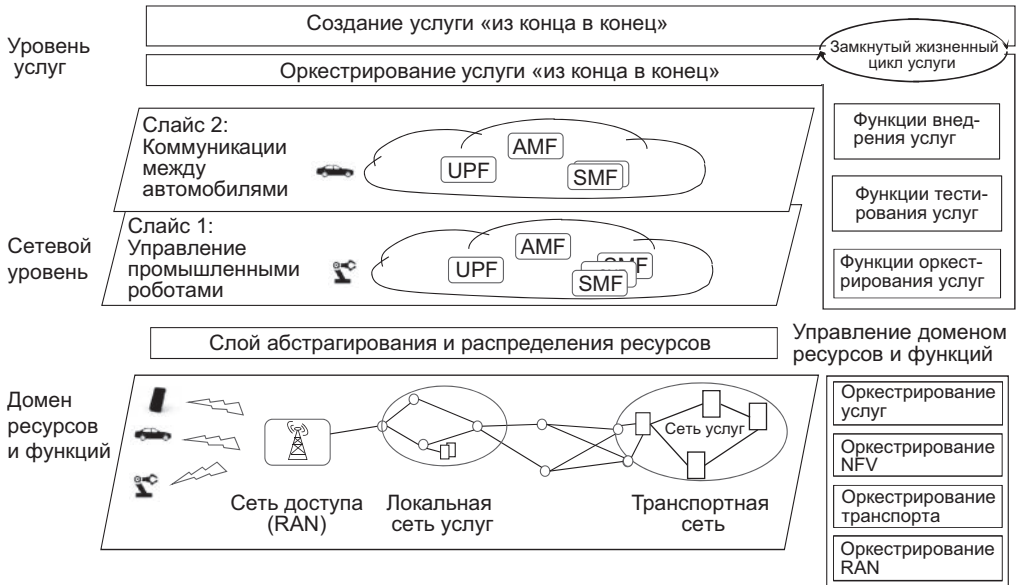 Создание услуги «из конца в конец»
Уровень
услуг
Замкнутый жизненный
цикл услуги
Оркестрирование услуги «из конца в конец»
Слайс 2:
Коммуникации
между
автомобилями
AMF
UPF
SMF
Функции внед-
рения услуг
Функции тести-
рования услуг
Сетевой
уровень
Слайс 1:
Управление
промышленными
роботами
AMF
UPF
SMF
SMF
Функции оркест-
рирования услуг
Слой абстрагирования и распределения ресурсов
Управление доменом
ресурсов и функций
Домен
ресурсов
и функций
Сеть услуг
Сеть доступа
(RAN)
Локальная
сеть услуг
Транспортная
сеть
Оркестрирование
услуг
Оркестрирование
NFV
Оркестрирование
транспорта
Оркестрирование
RAN